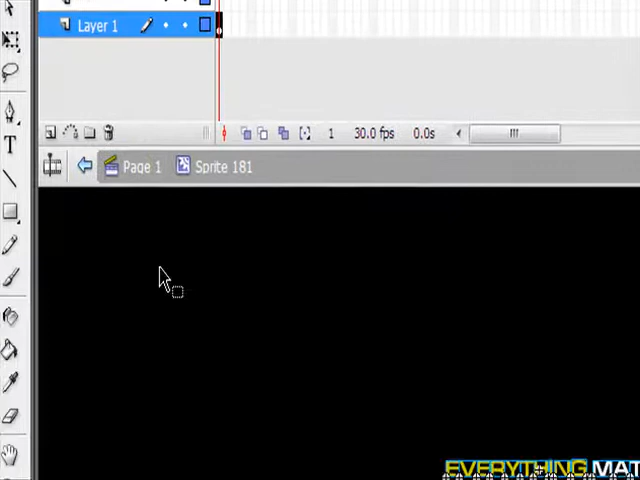 Layer 1
1 30.0 fps 0.0s
Page 1 Sprite 181
T
EVERYTHING MAT